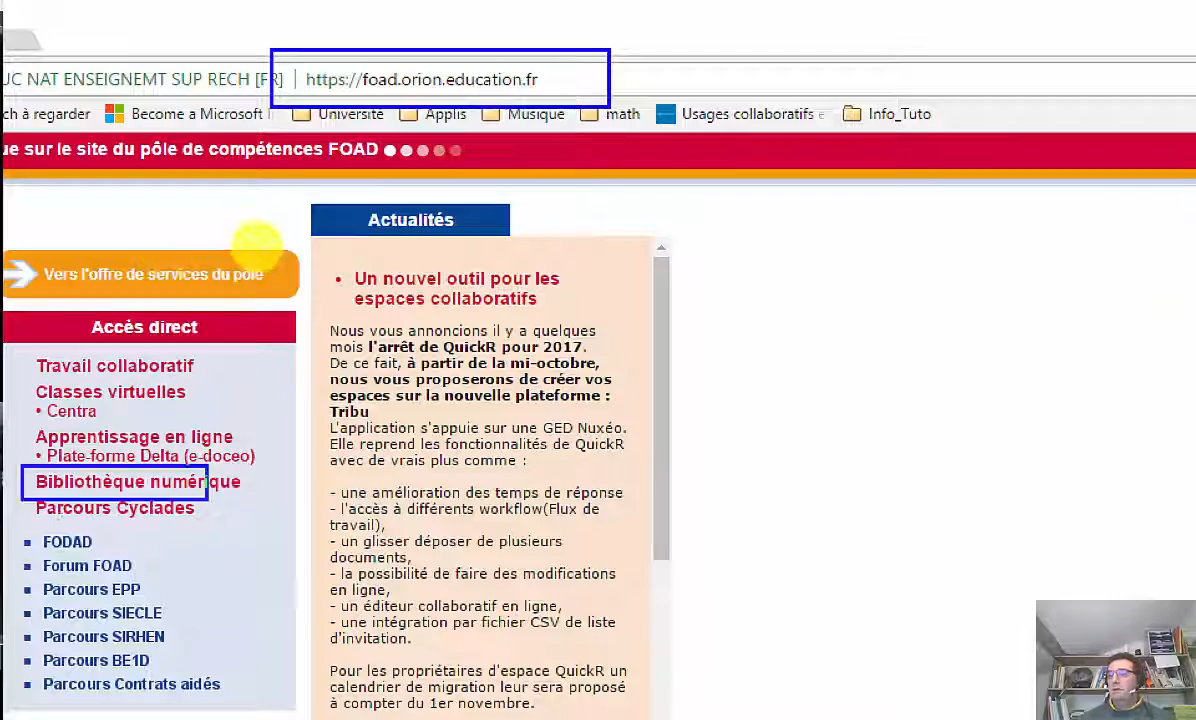 UC NAT ENSEIGNEMT SUP RECH [FR] | https://foad.orion.education.fr
ch à regarder Become a Microsoft Université Applis Musique math Usages collaboratifs e Info_Tuto
ue sur le site du pôle de compétences FOAD
Vers l'offre de services du pôle
Accès direct
Travail collaboratif
Classes virtuelles
• Centra
Apprentissage en ligne
• Plate-forme Delta (e-doceo)
Bibliothèque numérique
Parcours Cyclades
FODAD
Forum FOAD
Parcours EPP
Parcours SIECLE
Parcours SIRHEN
Parcours BE1D
Parcours Contrats aidés
Actualités
• Un nouvel outil pour les
espaces collaboratifs
Nous vous annoncions il y a quelques
mois l'arrêt de QuickR pour 2017.
De ce fait, à partir de la mi-octobre,
nous vous proposerons de créer vos
espaces sur la nouvelle plateforme :
Tribu
L'application s'appuie sur une GED Nuxéo.
Elle reprend les fonctionnalités de QuickR
avec de vrais plus comme :
- une amélioration des temps de réponse
- l'accès à différents workflow(Flux de
travail),
- un glisser déposer de plusieurs
documents,
- la possibilité de faire des modifications
en ligne,
- un éditeur collaboratif en ligne,
- une intégration par fichier CSV de liste
d'invitation.
Pour les propriétaires d'espace QuickR un
calendrier de migration leur sera proposé
à compter du 1er novembre.